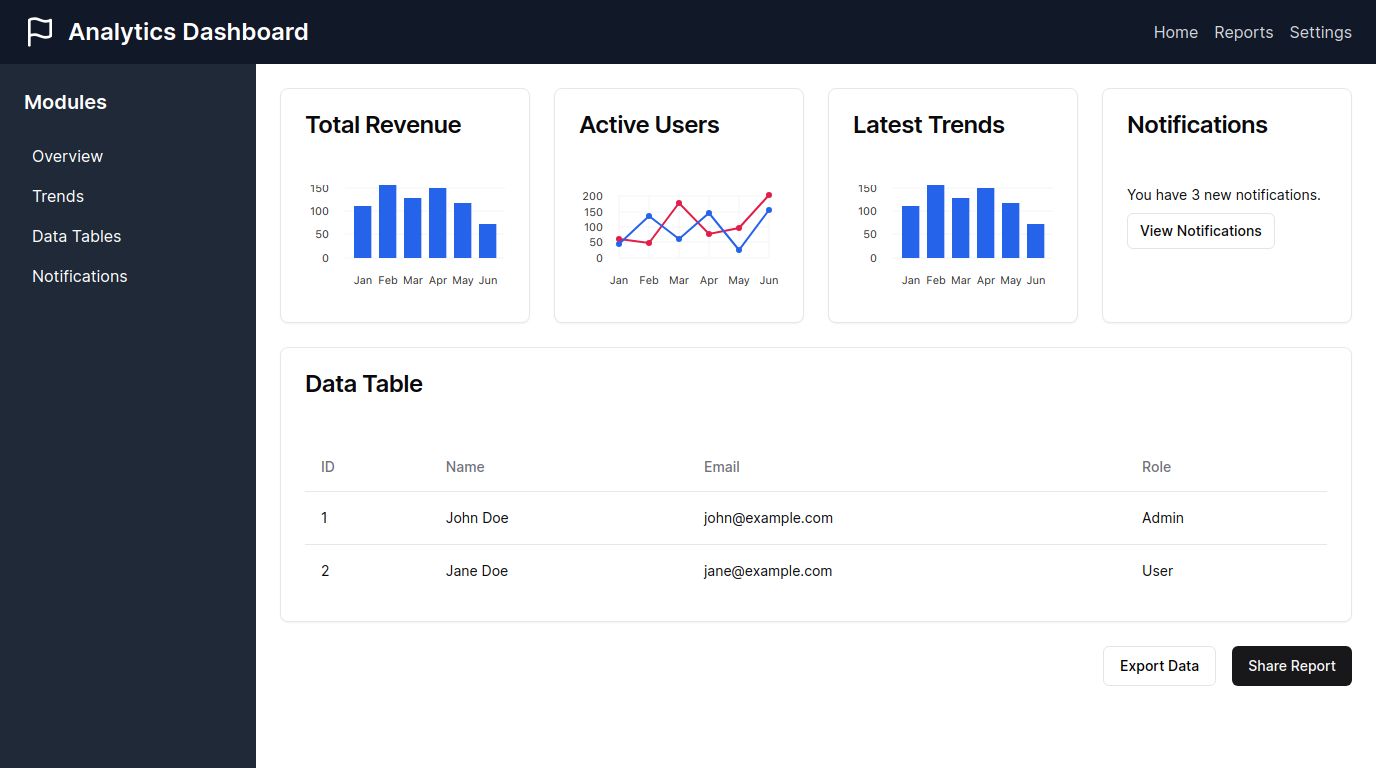 Analytics Dashboard
Home Reports Settings
Modules
Overview
Trends
Data Tables
Notifications
Total Revenue
150
100
50
0
Jan Feb Mar Apr May Jun
Active Users
200
150
100
50
0
Jan Feb Mar Apr May Jun
Latest Trends
150
100
50
0
Jan Feb Mar Apr May Jun
Notifications
You have 3 new notifications.
View Notifications
Data Table
ID Name Email Role
1 John Doe john@example.com Admin
2 Jane Doe jane@example.com User
Export Data Share Report